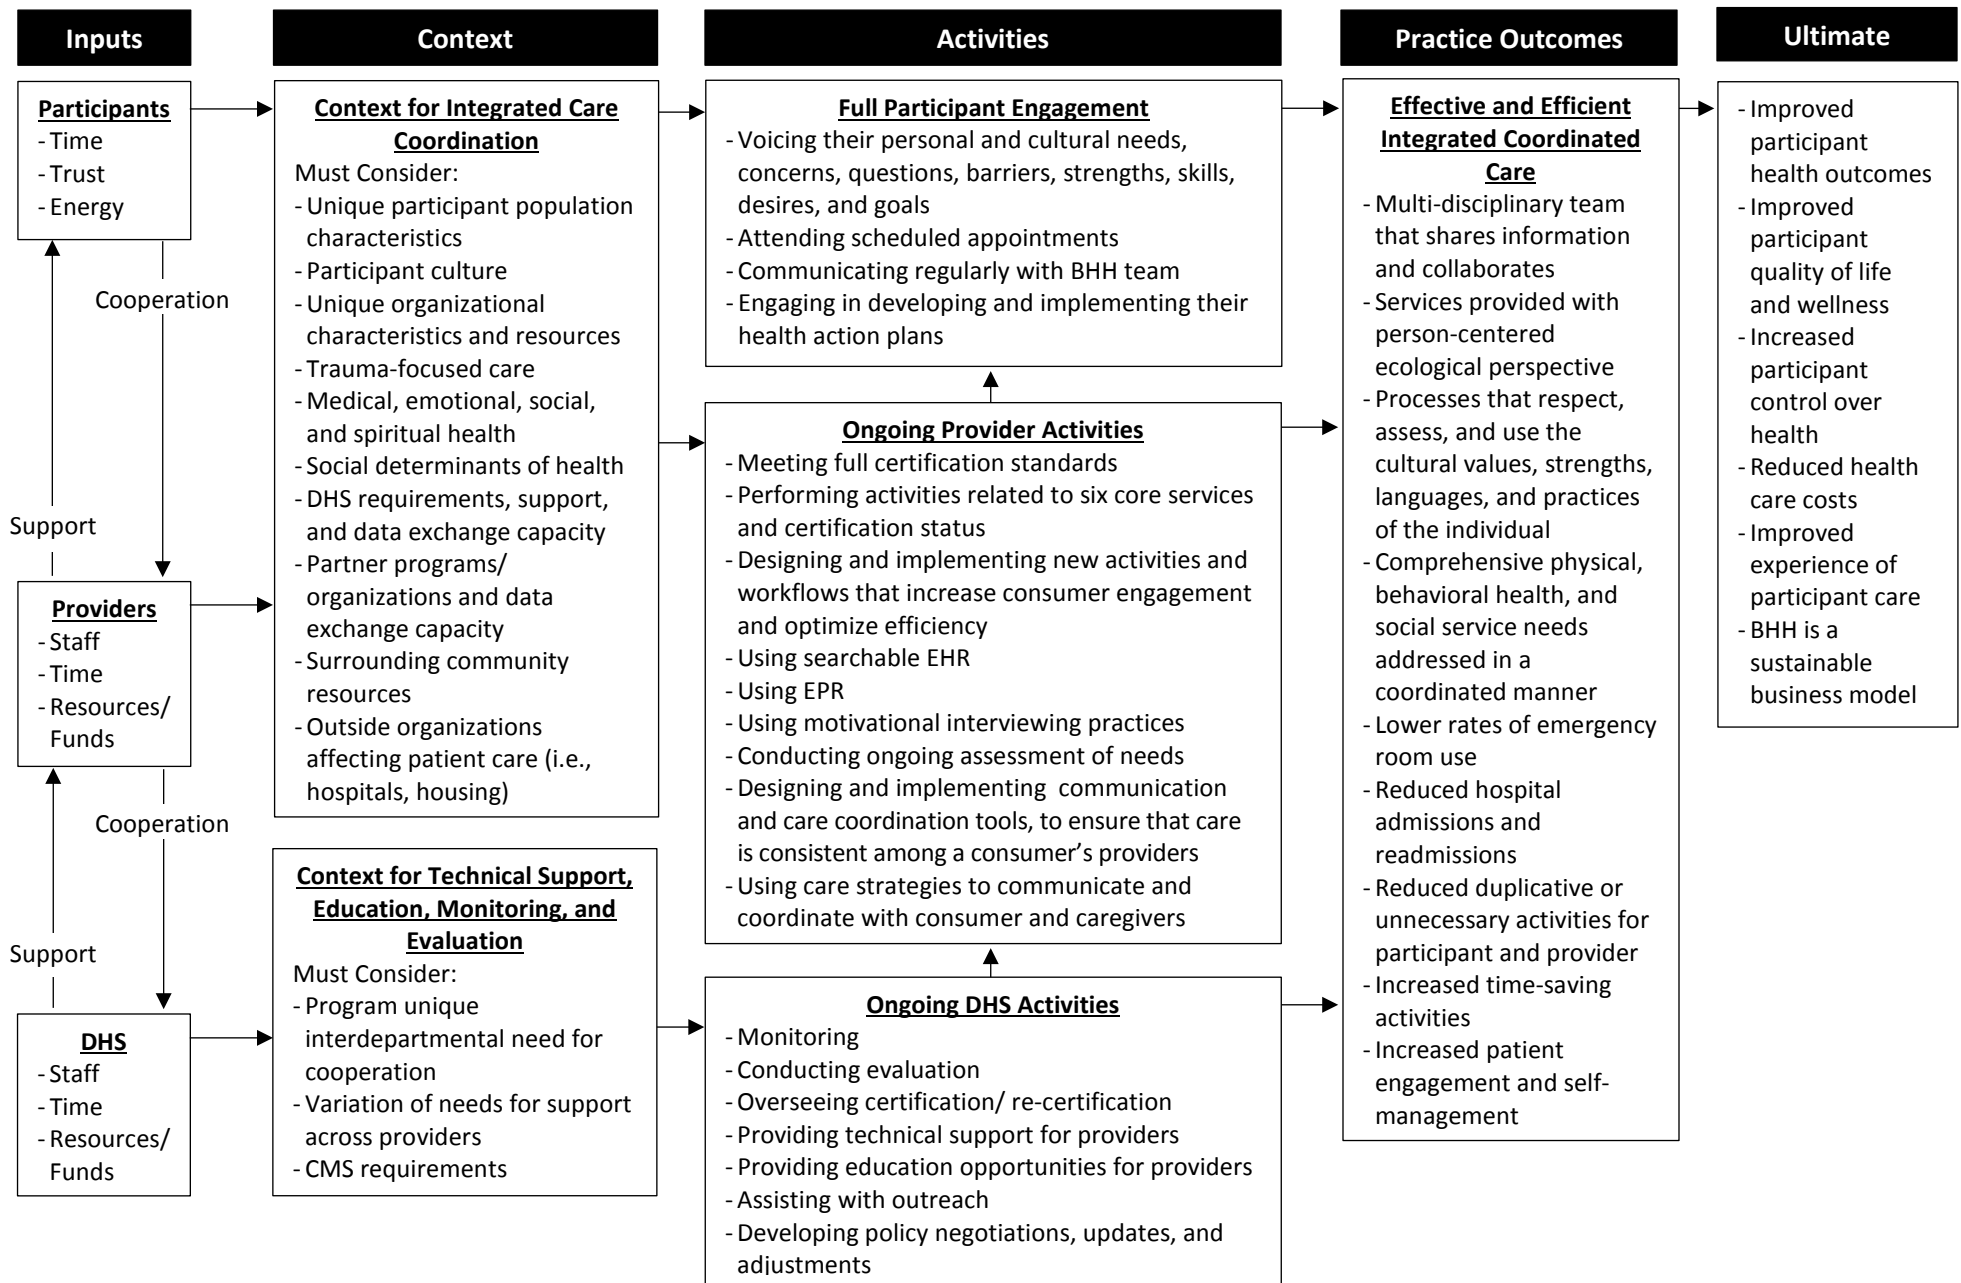 Inputs
Context
Activities
Practice Outcomes
Ultimate
Participants
- Time
- Trust
- Energy
Cooperation
Support
Providers
- Staff
- Time
- Resources/
Funds
Cooperation
Support
DHS
- Staff
- Time
- Resources/
Funds
Context for Integrated Care
Coordination
Must Consider:
- Unique participant population
characteristics
- Participant culture
- Unique organizational
characteristics and resources
- Trauma-focused care
- Medical, emotional, social,
and spiritual health
- Social determinants of health
- DHS requirements, support,
and data exchange capacity
- Partner programs/
organizations and data
exchange capacity
- Surrounding community
resources
- Outside organizations
affecting patient care (i.e.,
hospitals, housing)
Context for Technical Support,
Education, Monitoring, and
Evaluation
Must Consider:
- Program unique
interdepartmental need for
cooperation
- Variation of needs for support
across providers
- CMS requirements
Full Participant Engagement
- Voicing their personal and cultural needs,
concerns, questions, barriers, strengths, skills,
desires, and goals
- Attending scheduled appointments
- Communicating regularly with BHH team
- Engaging in developing and implementing their
health action plans
Ongoing Provider Activities
- Meeting full certification standards
- Performing activities related to six core services
and certification status
- Designing and implementing new activities and
workflows that increase consumer engagement
and optimize efficiency
- Using searchable EHR
- Using EPR
- Using motivational interviewing practices
- Conducting ongoing assessment of needs
- Designing and implementing communication
and care coordination tools, to ensure that care
is consistent among a consumer's providers
- Using care strategies to communicate and
coordinate with consumer and caregivers
Ongoing DHS Activities
- Monitoring
- Conducting evaluation
- Overseeing certification/ re-certification
- Providing technical support for providers
- Providing education opportunities for providers
- Assisting with outreach
- Developing policy negotiations, updates, and
adjustments
Effective and Efficient
Integrated Coordinated
Care
- Multi-disciplinary team
that shares information
and collaborates
- Services provided with
person-centered
ecological perspective
- Processes that respect,
assess, and use the
cultural values, strengths,
languages, and practices
of the individual
- Comprehensive physical,
behavioral health, and
social service needs
addressed in a
coordinated manner
- Lower rates of emergency
room use
- Reduced hospital
admissions and
readmissions
- Reduced duplicative or
unnecessary activities for
participant and provider
- Increased time-saving
activities
- Increased patient
engagement and self-
management
- Improved
participant
health outcomes
- Improved
participant
quality of life
and wellness
- Increased
participant
control over
health
- Reduced health
care costs
- Improved
experience of
participant care
- BHH is a
sustainable
business model